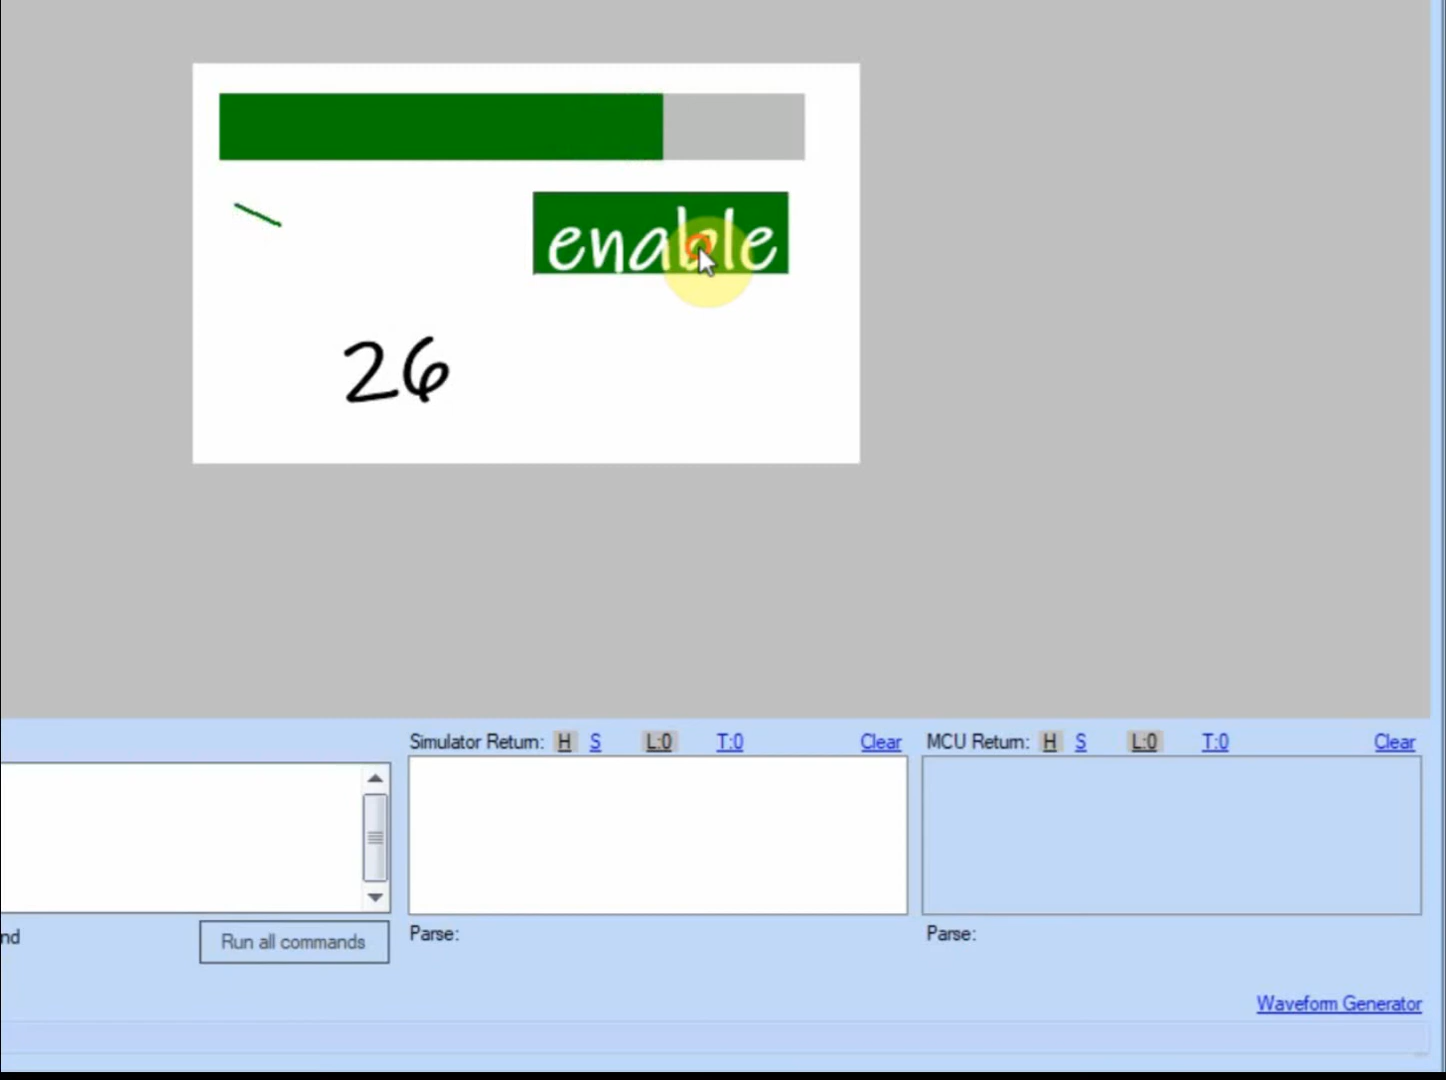 enable
26
Simulator Return: H S L:0 T:0 Clear MCU Return: H S L:0 T:0 Clear
nd Run all commands Parse: Parse:
Waveform Generator